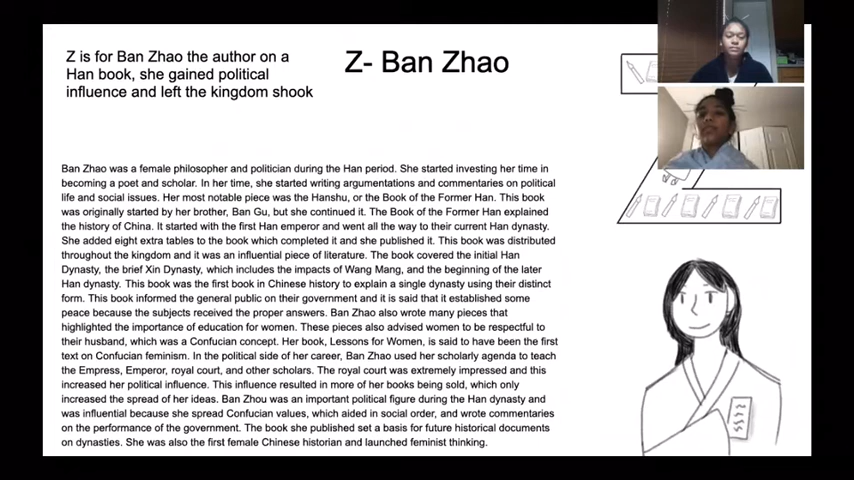 Z is for Ban Zhao the author on a
Han book, she gained political
influence and left the kingdom shook
Z- Ban Zhao
Ban Zhao was a female philosopher and politician during the Han period. She started investing her time in
becoming a poet and scholar. In her time, she started writing argumentations and commentaries on political
life and social issues. Her most notable piece was the Hanshu, or the Book of the Former Han. This book
was originally started by her brother, Ban Gu, but she continued it. The Book of the Former Han explained
the history of China. It started with the first Han emperor and went all the way to their current Han dynasty.
She added eight extra tables to the book which completed it and she published it. This book was distributed
throughout the kingdom and it was an influential piece of literature. The book covered the initial Han
Dynasty, the brief Xin Dynasty, which includes the impacts of Wang Mang, and the beginning of the later
Han dynasty. This book was the first book in Chinese history to explain a single dynasty using their distinct
form. This book informed the general public on their government and it is said that it established some
peace because the subjects received the proper answers. Ban Zhao also wrote many pieces that
highlighted the importance of education for women. These pieces also advised women to be respectful to
their husband, which was a Confucian concept. Her book, Lessons for Women, is said to have been the first
text on Confucian feminism. In the political side of her career, Ban Zhao used her scholarly agenda to teach
the Empress, Emperor, royal court, and other scholars. The royal court was extremely impressed and this
increased her political influence. This influence resulted in more of her books being sold, which only
increased the spread of her ideas. Ban Zhou was an important political figure during the Han dynasty and
was influential because she spread Confucian values, which aided in social order, and wrote commentaries
on the performance of the government. The book she published set a basis for future historical documents
on dynasties. She was also the first female Chinese historian and launched feminist thinking.